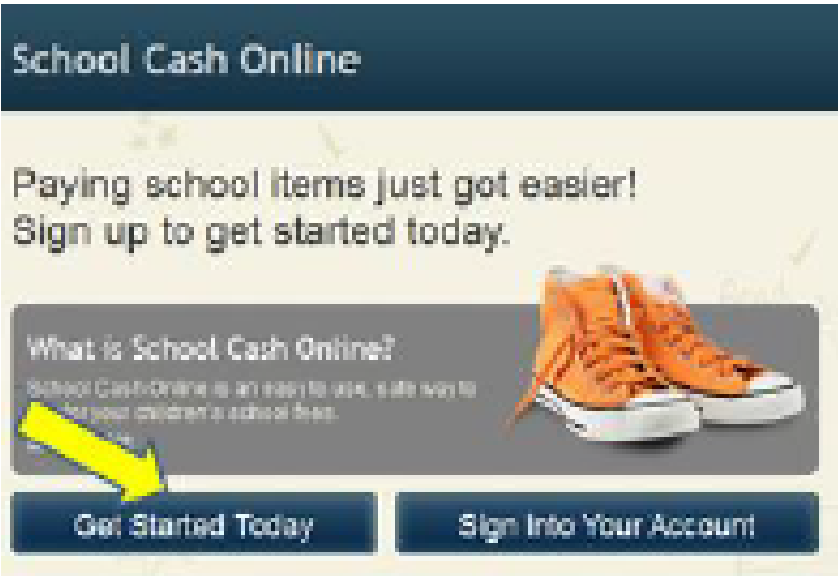 School Cash Online
Paying school items just got easier!
Sign up to get started today.
What is School Cash Online?
School Cash Online is an easy to use, safe way to
for your children's school fees.
Get Started Today
Sign Into Your Account